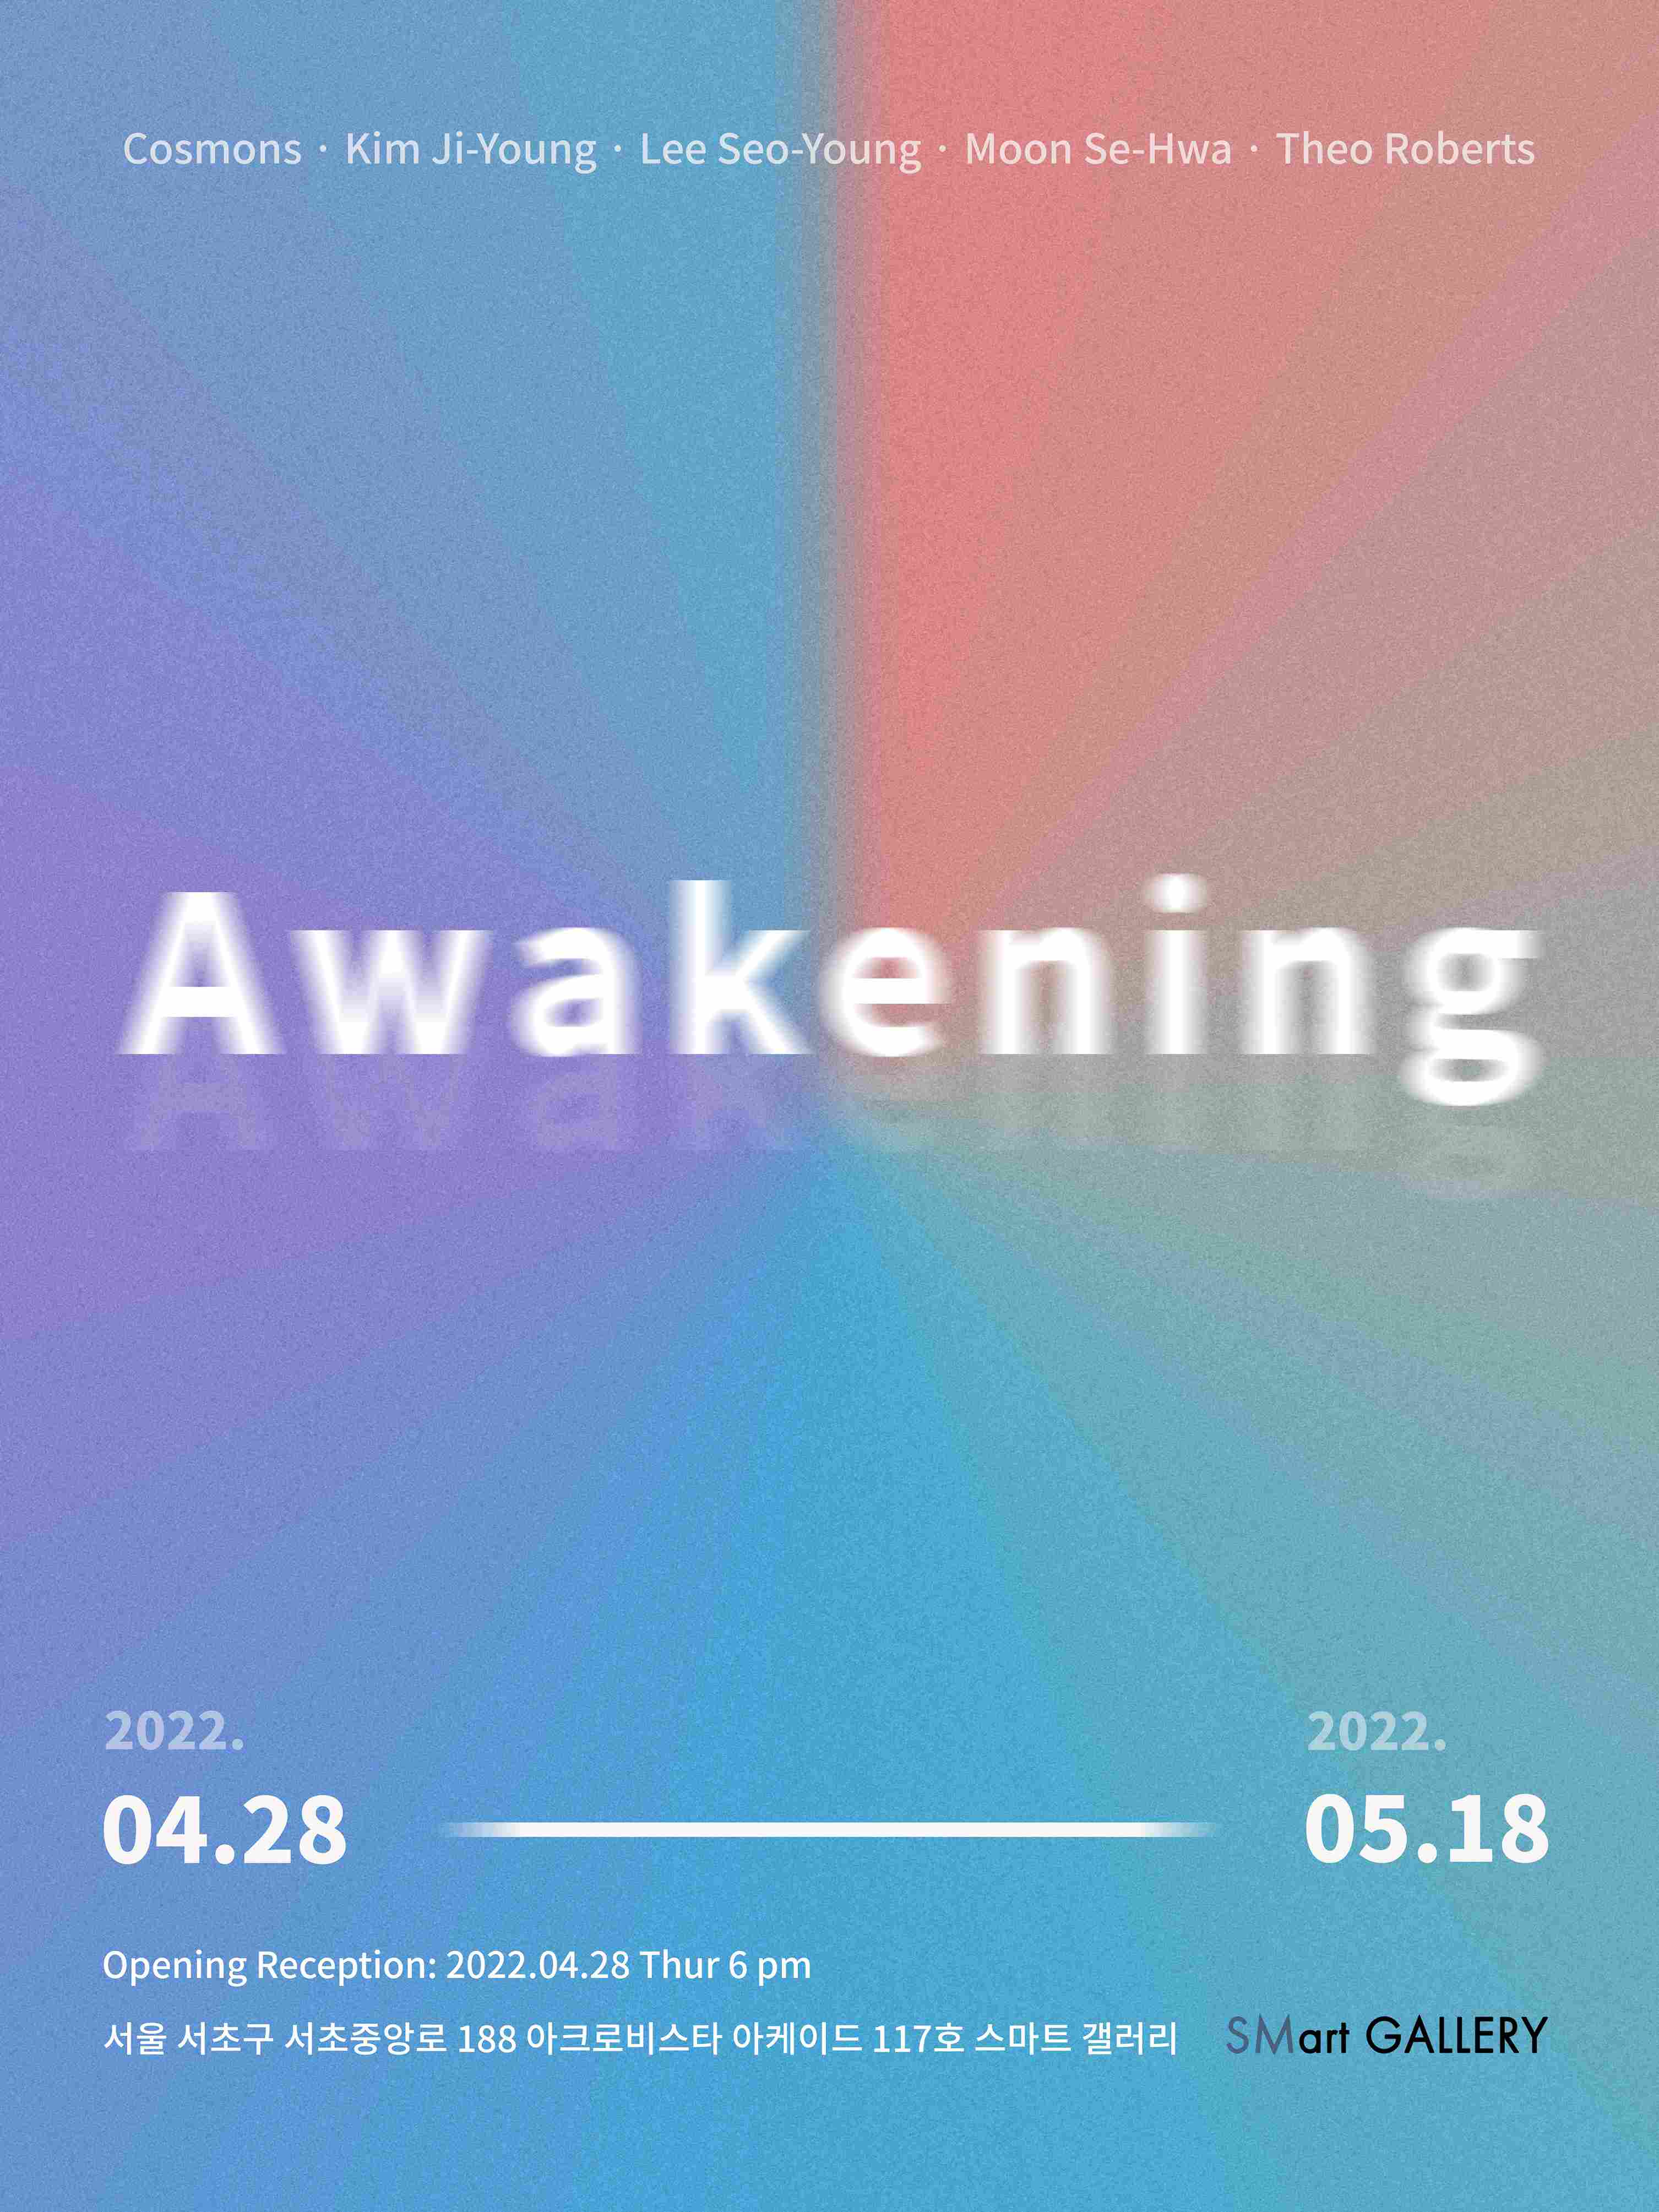 Cosmons · Kim Ji-Young · Lee Seo-Young · Moon Se-Hwa · Theo Roberts
Awakening
2022.
04.28
2022.
05.18
Opening Reception: 2022.04.28 Thur 6 pm
서울 서초구 서초중앙로 188 아크로비스타 아케이드 117호 스마트 갤러리
SMart GALLERY